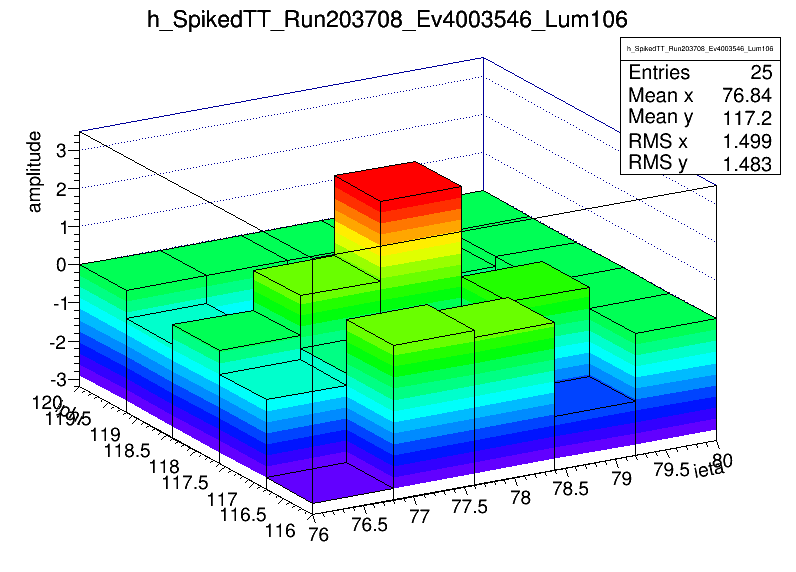 h_SpikedTT_Run203708_Ev4003546_Lum106
h_SpikedTT_Run203708_Ev4003546_Lum106
Entries 25
Mean x 76.84
Mean y 117.2
RMS x 1.499
RMS y 1.483
amplitude
3
2
1
0
-1
-2
-3
120
119.5
119
118.5
118
117.5
117
116.5
116
76
76.5
77
77.5
78
78.5
79
79.5
80
ieta